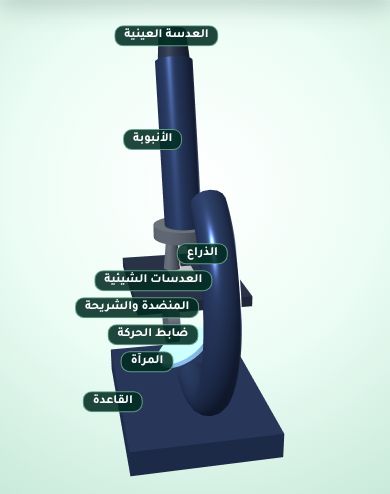 العدسة العينية
الأنبوبة
الذراع
العدسات الشيئية
المنضدة والشريحة
ضابط الحركة
المرآة
القاعدة